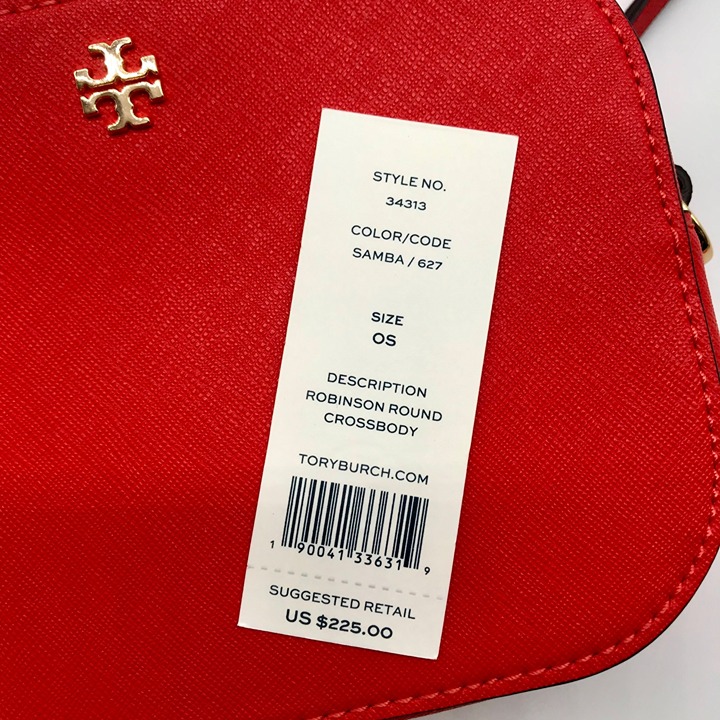 STYLE NO.
34313
COLOR/CODE
SAMBA / 627
SIZE
OS
DESCRIPTION
ROBINSON ROUND
CROSSBODY
TORYBURCH.COM
1 90041 33631 9
SUGGESTED RETAIL
US $225.00